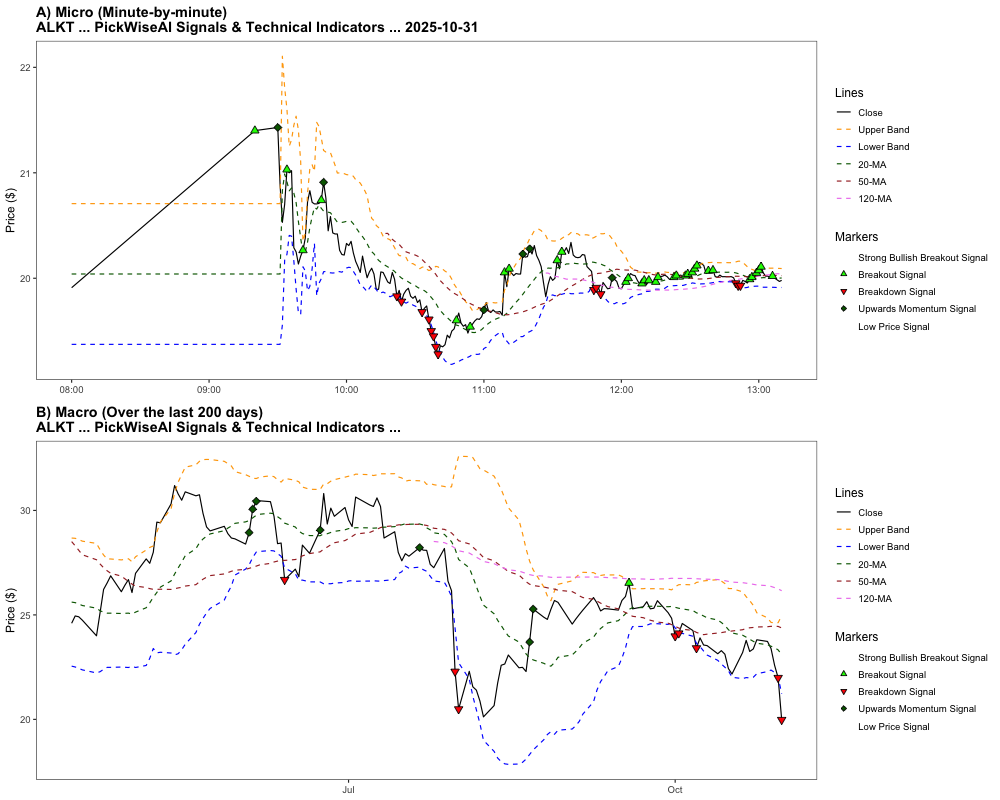 A) Micro (Minute-by-minute)
ALKT ... PickWiseAI Signals & Technical Indicators ... 2025-10-31
Price ($)
22
21
20
08:00
09:00
10:00
11:00
12:00
13:00
Lines
Close
Upper Band
Lower Band
20-MA
50-MA
120-MA
Markers
Strong Bullish Breakout Signal
Breakout Signal
Breakdown Signal
Upwards Momentum Signal
Low Price Signal
B) Macro (Over the last 200 days)
ALKT ... PickWiseAI Signals & Technical Indicators ...
Price ($)
30
25
20
Jul
Oct
Lines
Close
Upper Band
Lower Band
20-MA
50-MA
120-MA
Markers
Strong Bullish Breakout Signal
Breakout Signal
Breakdown Signal
Upwards Momentum Signal
Low Price Signal